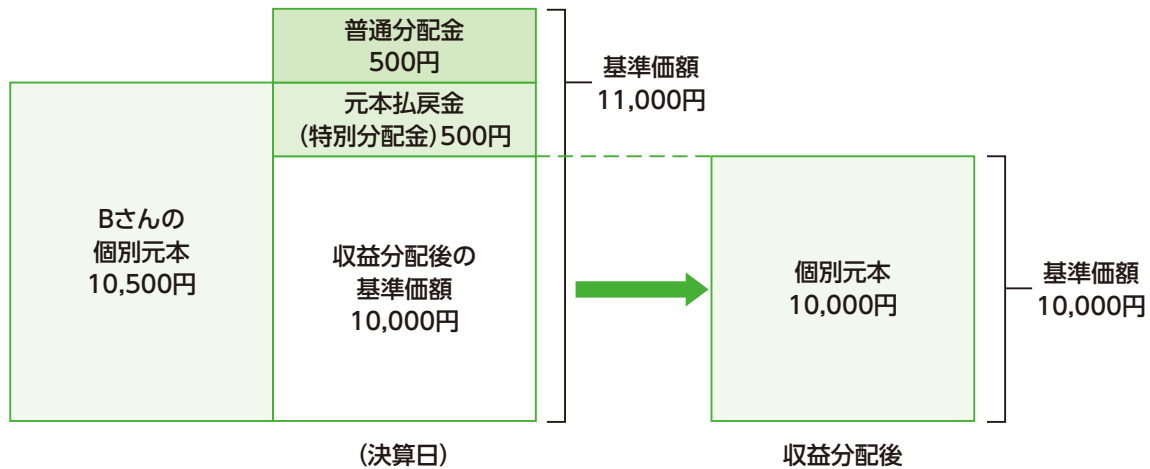 普通分配金
500円
基準価額
11,000円
元本払戻金
（特別分配金）500円
Bさんの
個別元本
10,500円
収益分配後の
基準価額
10,000円
個別元本
10,000円
基準価額
10,000円
（決算日）
収益分配後